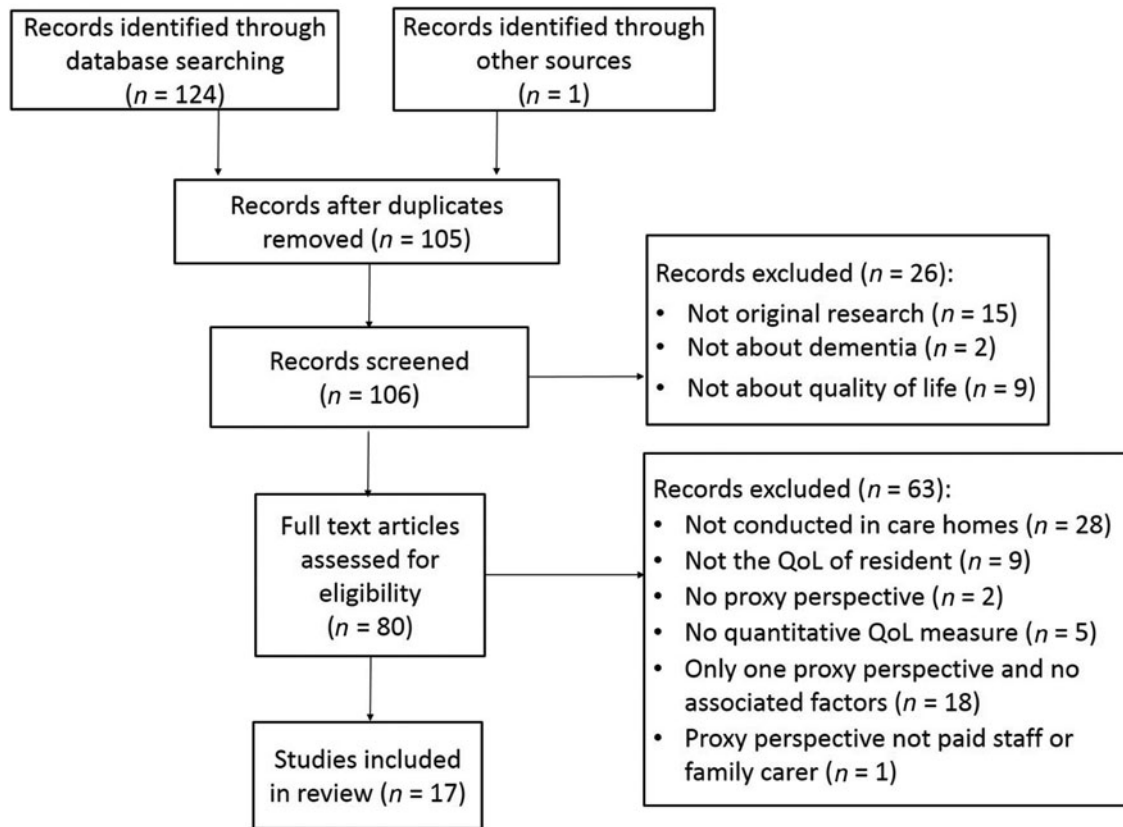 Records identified through
database searching
(n = 124)
Records identified through
other sources
(n = 1)
Records after duplicates
removed (n = 105)
Records screened
(n = 106)
Records excluded (n = 26):
• Not original research (n = 15)
• Not about dementia (n = 2)
• Not about quality of life (n = 9)
Full text articles
assessed for
eligibility
(n = 80)
Records excluded (n = 63):
• Not conducted in care homes (n = 28)
• Not the QoL of resident (n = 9)
• No proxy perspective (n = 2)
• No quantitative QoL measure (n = 5)
• Only one proxy perspective and no
associated factors (n = 18)
• Proxy perspective not paid staff or
family carer (n = 1)
Studies included
in review (n = 17)